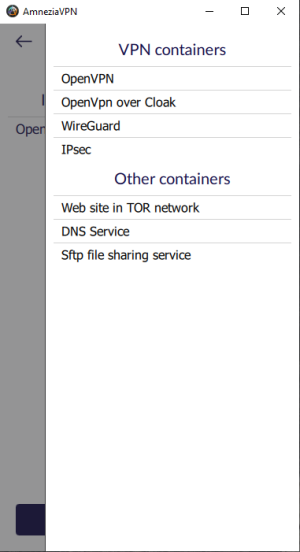 AmneziaVPN
VPN containers
OpenVPN
OpenVpn over Cloak
WireGuard
IPsec
Other containers
Web site in TOR network
DNS Service
Sftp file sharing service
I
Open